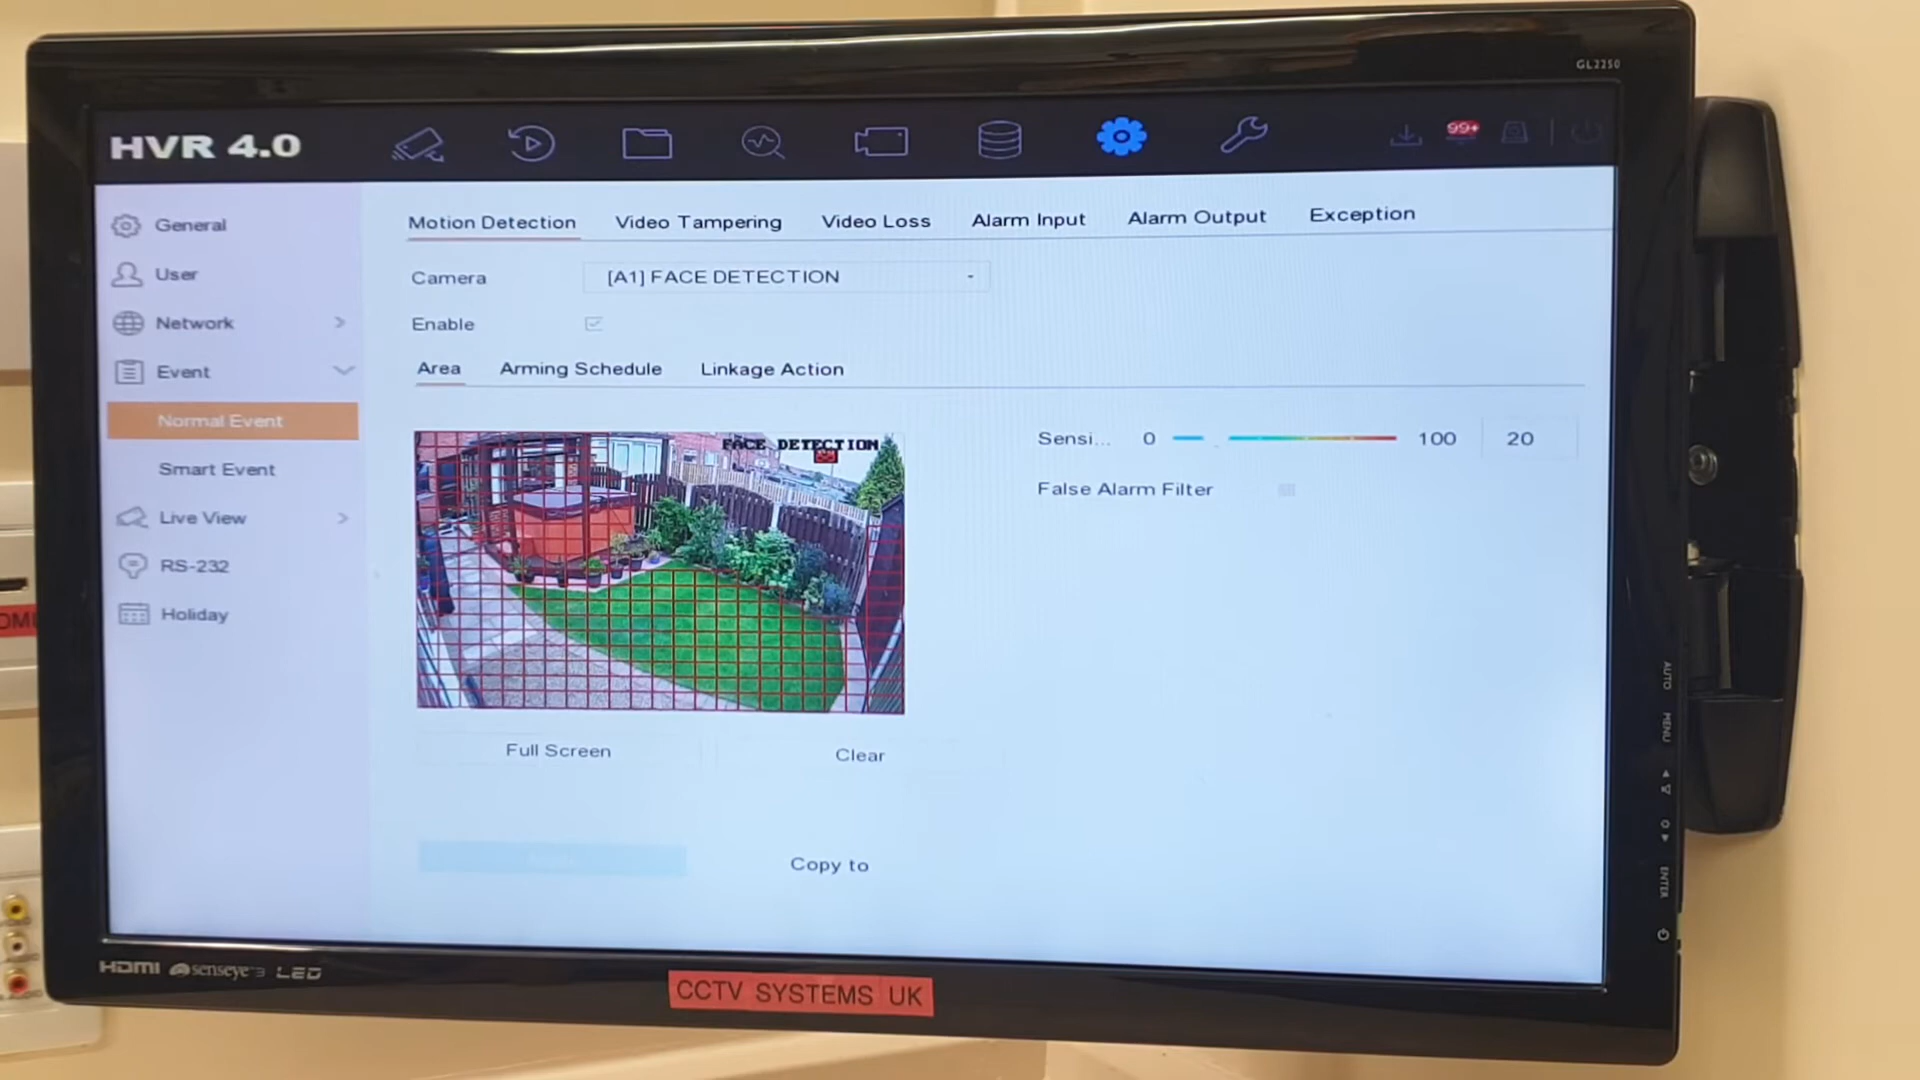 GL2250
HVR 4.0
99+
General
User
Network
Event
Normal Event
Smart Event
Live View
RS-232
Holiday
Motion Detection Video Tampering Video Loss Alarm Input Alarm Output Exception
Camera [A1] FACE DETECTION
Enable
Area Arming Schedule Linkage Action
FACE DETECTION
Sensi... 0 100 20
False Alarm Filter
Full Screen Clear
Copy to
AUTO
MENU
ENTER
HDMI senseye 3 LED
CCTV SYSTEMS UK